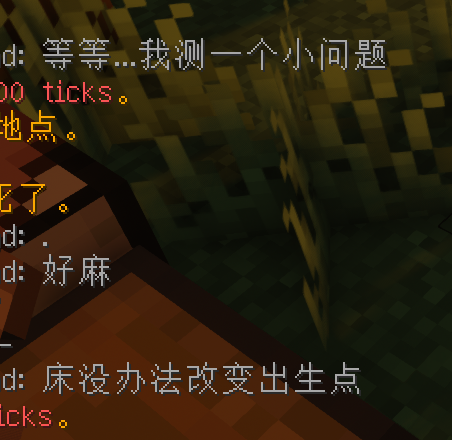 d: 等等...我测一个小问题
00 ticks。
地点。
死了。
d: .
d: 好麻
d: 床没办法改变出生点
icks。